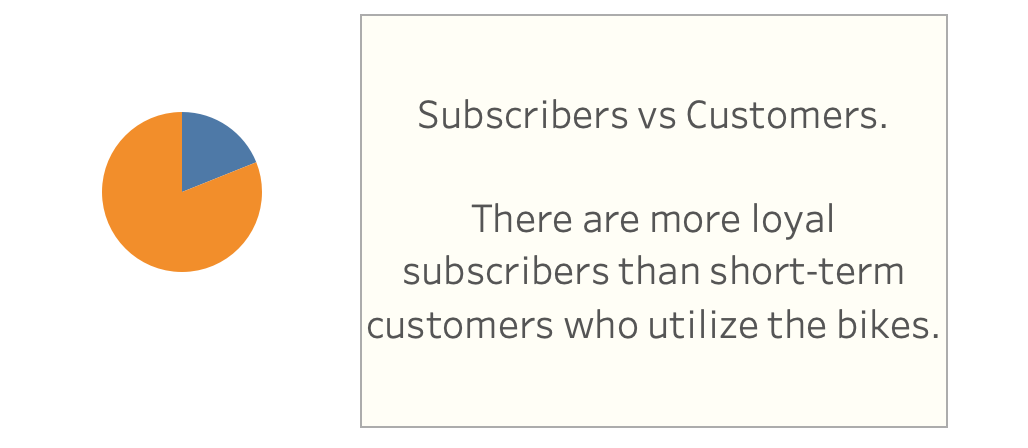 Subscribers vs Customers.
There are more loyal
subscribers than short-term
customers who utilize the bikes.